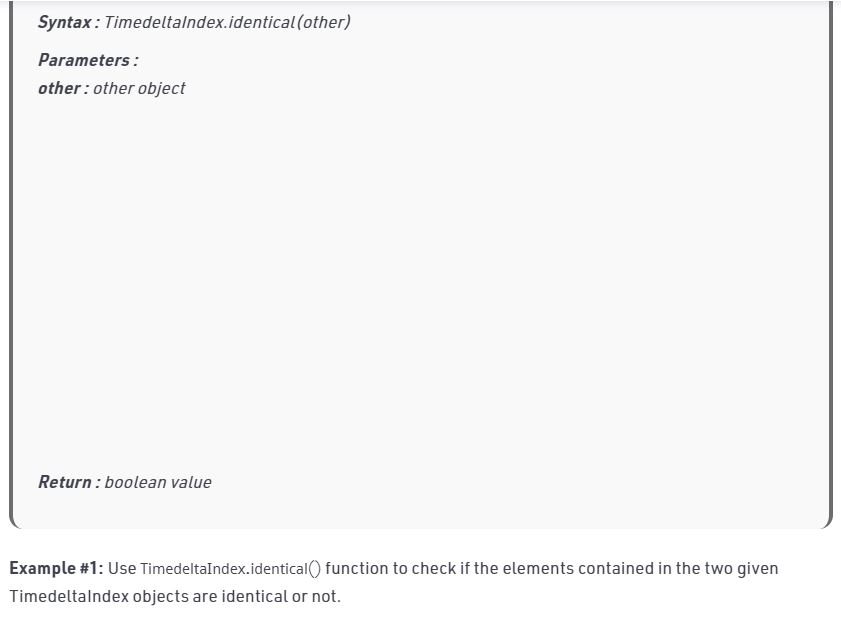 Syntax : TimedeltaIndex.identical(other)
Parameters :
other : other object
Return : boolean value
Example #1: Use TimedeltaIndex.identical() function to check if the elements contained in the two given
TimedeltaIndex objects are identical or not.